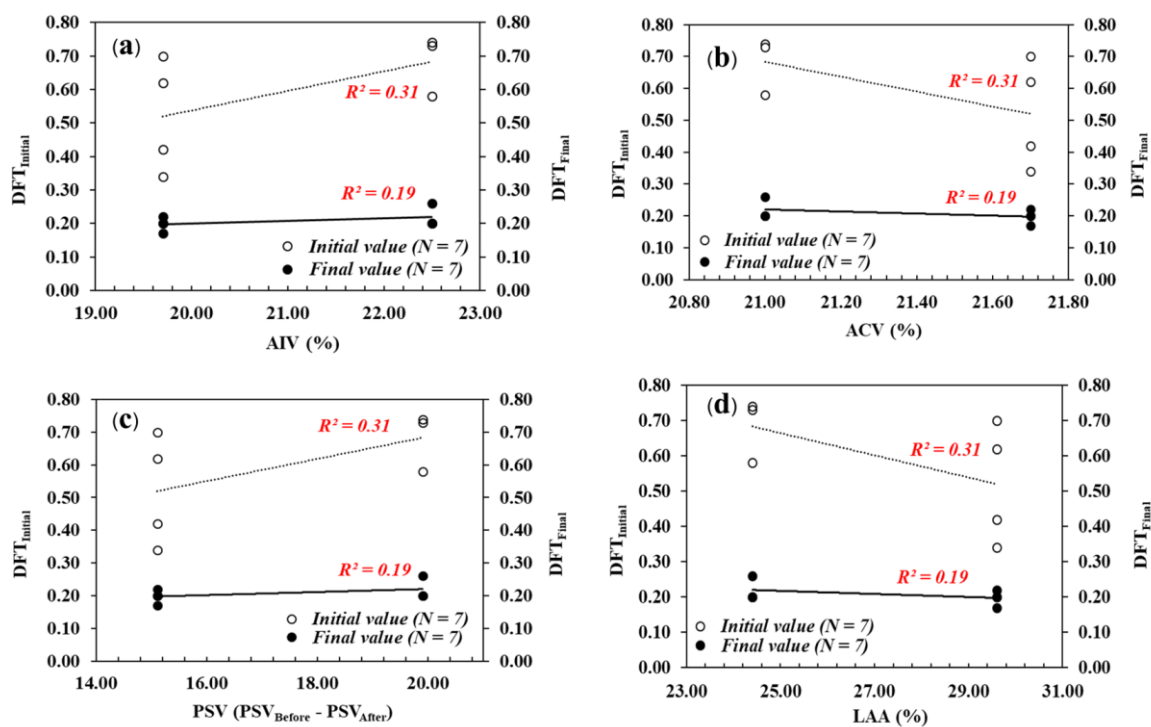 (a)
0.80 0.70 0.60 0.50 0.40 0.30 0.20 0.10 0.00
DFTInitial
0.80 0.70 0.60 0.50 0.40 0.30 0.20 0.10 0.00
DFTFinal
R² = 0.31
R² = 0.19
Initial value (N = 7)
Final value (N = 7)
19.00 20.00 21.00 22.00 23.00
AIV (%)
(b)
0.80 0.70 0.60 0.50 0.40 0.30 0.20 0.10 0.00
DFTInitial
0.80 0.70 0.60 0.50 0.40 0.30 0.20 0.10 0.00
DFTFinal
R² = 0.31
R² = 0.19
Initial value (N = 7)
Final value (N = 7)
20.80 21.00 21.20 21.40 21.60 21.80
ACV (%)
(c)
0.80 0.70 0.60 0.50 0.40 0.30 0.20 0.10 0.00
DFTInitial
0.80 0.70 0.60 0.50 0.40 0.30 0.20 0.10 0.00
DFTFinal
R² = 0.31
R² = 0.19
Initial value (N = 7)
Final value (N = 7)
14.00 16.00 18.00 20.00
PSV (PSVBefore - PSVAfter)
(d)
0.80 0.70 0.60 0.50 0.40 0.30 0.20 0.10 0.00
DFTInitial
0.80 0.70 0.60 0.50 0.40 0.30 0.20 0.10 0.00
DFTFinal
R² = 0.31
R² = 0.19
Initial value (N = 7)
Final value (N = 7)
23.00 25.00 27.00 29.00 31.00
LAA (%)